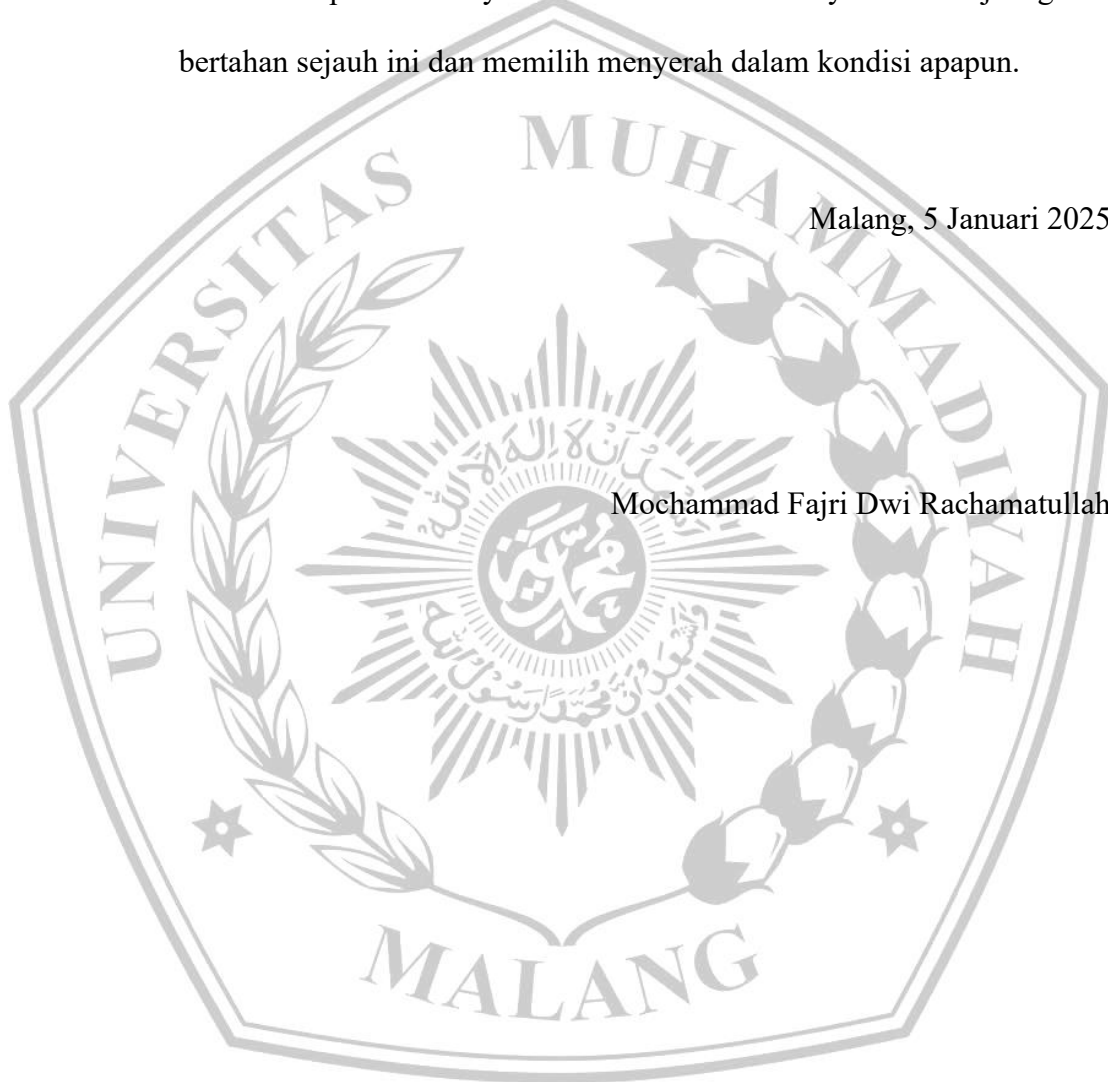 bertahan sejauh ini dan memilih menyerah dalam kondisi apapun.
Malang, 5 Januari 2025
Mochammad Fajri Dwi Rachamatullah
UNIVERSITAS MUHAMMADIYAH
MALANG